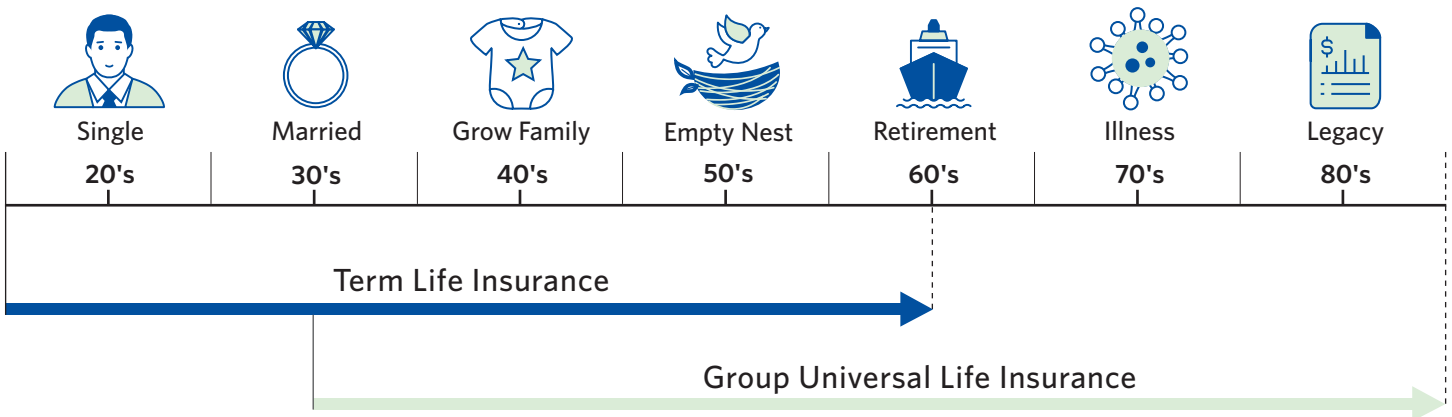 Single Married Grow Family Empty Nest Retirement Illness Legacy
20's 30's 40's 50's 60's 70's 80's
Term Life Insurance
Group Universal Life Insurance
$